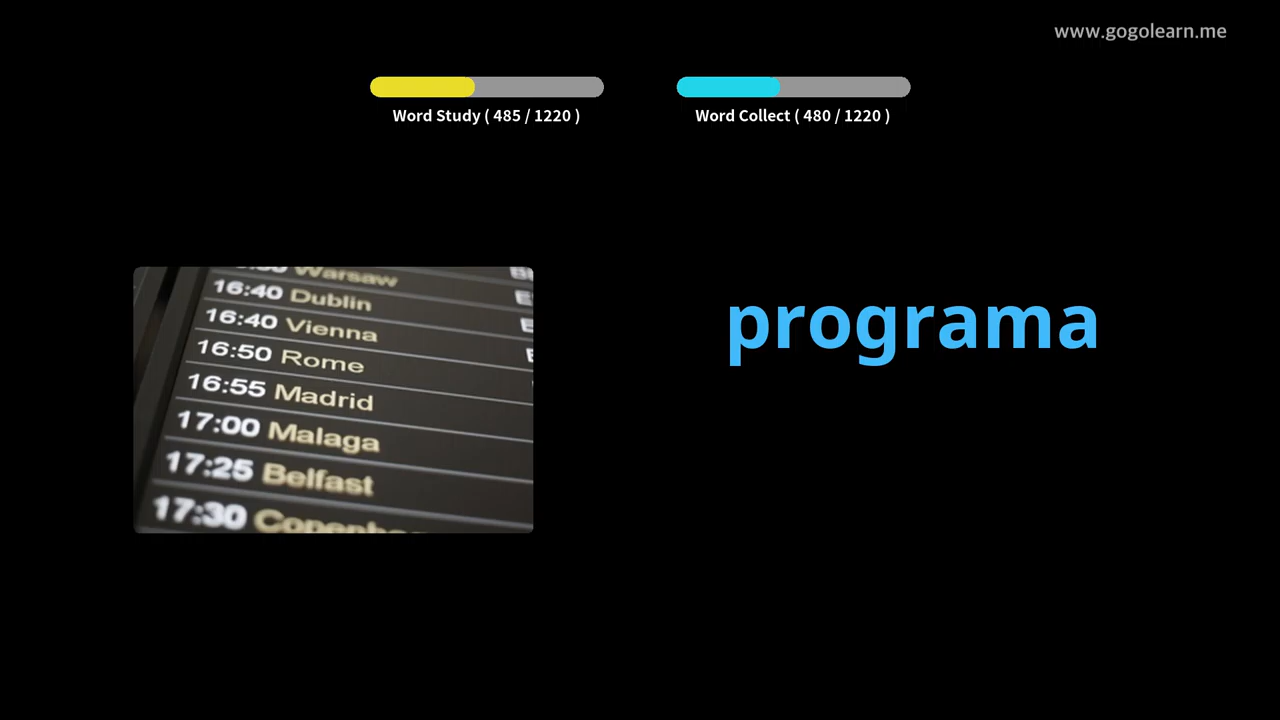 www.gogolearn.me
Word Study ( 485 / 1220 )
Word Collect ( 480 / 1220 )
programa
Warsaw
16:40 Dublin
16:40 Vienna
16:50 Rome
16:55 Madrid
17:00 Malaga
17:25 Belfast
17:30